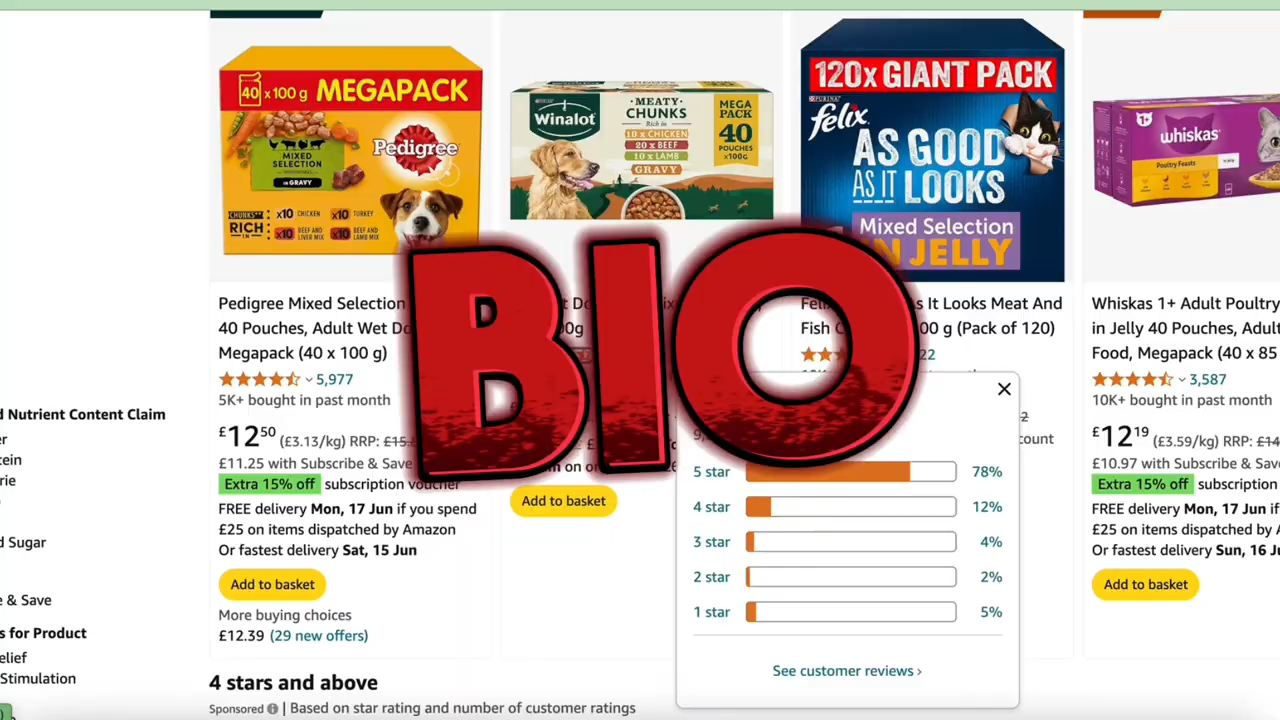 40 x 100 g MEGAPACK
MIXED
SELECTION
IN GRAVY
Pedigree
CHUNKS
RICH IN
x10 CHICKEN
x10 TURKEY
x10 BEEF AND LIVER MIX
x10 BEEF AND LAMB MIX
Winalot
MEATY
CHUNKS
Rich in
10 x CHICKEN
20 x BEEF
10 x LAMB
GRAVY
MEGA
PACK
40
POUCHES
x100g
120x GIANT PACK
PURINA
felix
AS GOOD
AS IT LOOKS
Mixed Selection
JELLY
whiskas
1+
Poultry Feasts
BIO
Pedigree Mixed Selection
40 Pouches, Adult Wet
Megapack (40 x 100 g)
5,977
5K+ bought in past month
£12.50 (£3.13/kg) RRP:
£11.25 with Subscribe & Save
Extra 15% off subscription voucher
FREE delivery Mon, 17 Jun if you spend
£25 on items dispatched by Amazon
Or fastest delivery Sat, 15 Jun
Add to basket
More buying choices
£12.39 (29 new offers)
Add to basket
s It Looks Meat And
Fish
00 g (Pack of 120)
22
count
5 star 78%
4 star 12%
3 star 4%
2 star 2%
1 star 5%
See customer reviews ›
Whiskas 1+ Adult Poultry
in Jelly 40 Pouches, Adul
Food, Megapack (40 x 85
3,587
10K+ bought in past month
£12.19 (£3.59/kg) RRP: £14
£10.97 with Subscribe & Save
Extra 15% off subscription
FREE delivery Mon, 17 Jun if
£25 on items dispatched by A
Or fastest delivery Sun, 16 Ju
Add to basket
d Nutrient Content Claim
er
tein
rie
d Sugar
e & Save
s for Product
elief
Stimulation
4 stars and above
Sponsored | Based on star rating and number of customer ratings